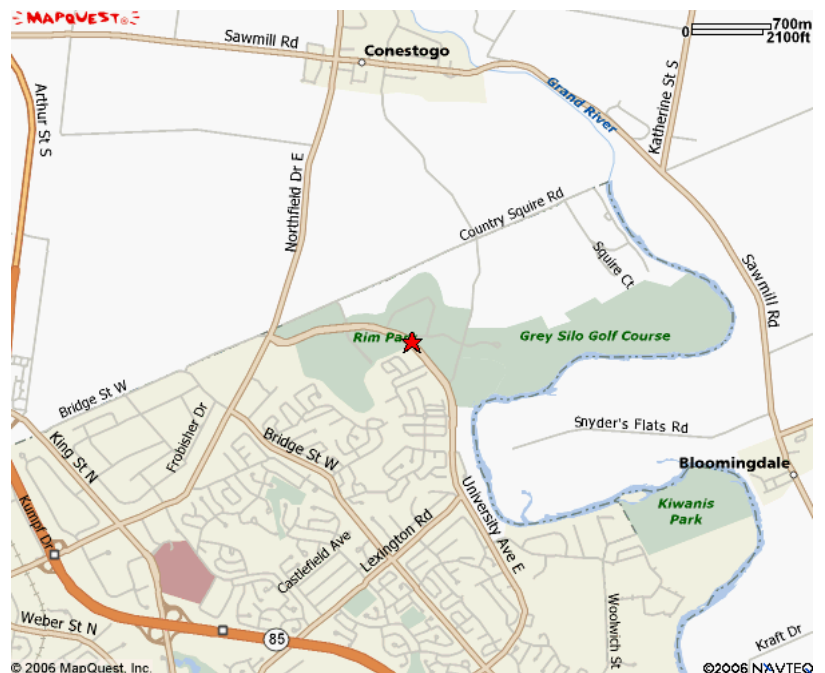 MAPQUEST
700m
0
2100ft
Sawmill Rd
Conestogo
Arthur St S
Grand River
Katherine St S
Northfield Dr E
Country Squire Rd
Squire Ct
Sawmill Rd
Rim Park
Grey Silo Golf Course
Bridge St W
Frobisher Dr
Snyder's Flats Rd
King St N
Bridge St W
Bloomingdale
Kiwanis
Park
University Ave E
Lexington Rd
Kumpf Dr
Castlefield Ave
Woolwich St
Weber St N
85
Kraft Dr
© 2006 MapQuest, Inc.
©2006 NAVTEQ